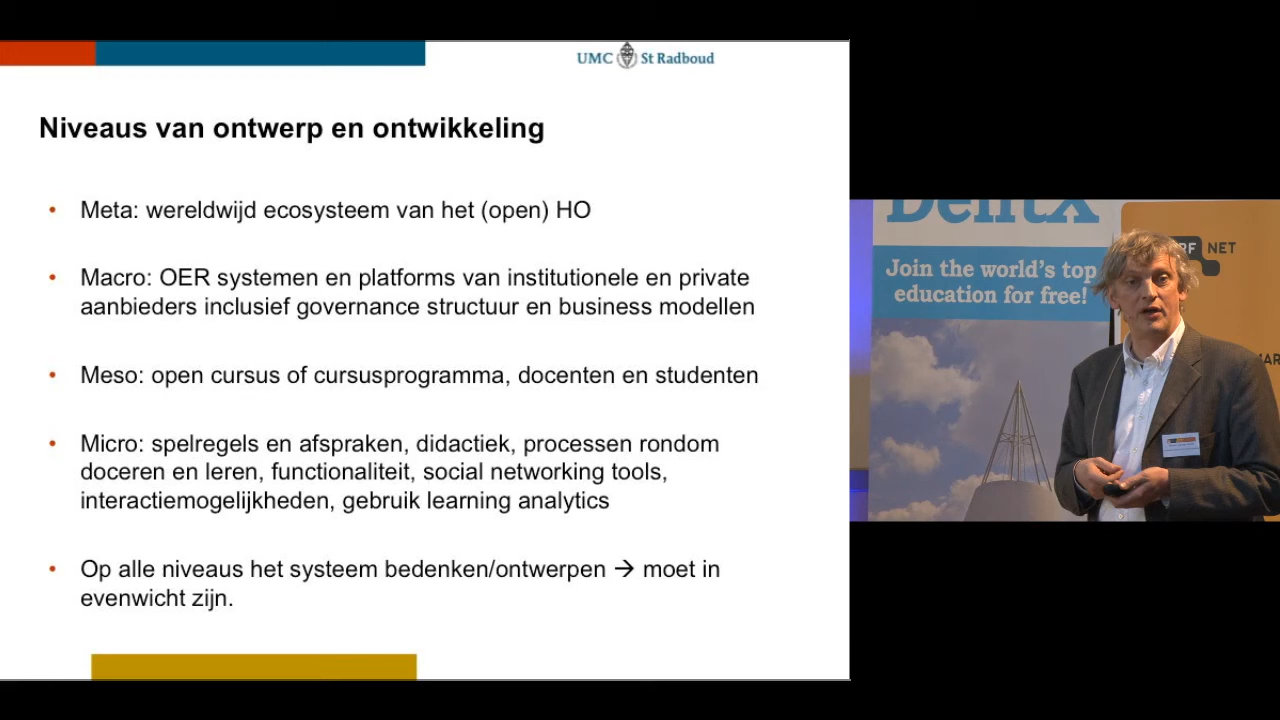 UMC St Radboud
Niveaus van ontwerp en ontwikkeling
• Meta: wereldwijd ecosysteem van het (open) HO
• Macro: OER systemen en platforms van institutionele en private
aanbieders inclusief governance structuur en business modellen
• Meso: open cursus of cursusprogramma, docenten en studenten
• Micro: spelregels en afspraken, didactiek, processen rondom
doceren en leren, functionaliteit, social networking tools,
interactiemogelijkheden, gebruik learning analytics
• Op alle niveaus het systeem bedenken/ontwerpen → moet in
evenwicht zijn.
DelftX
Join the world's top
education for free!
RF NET